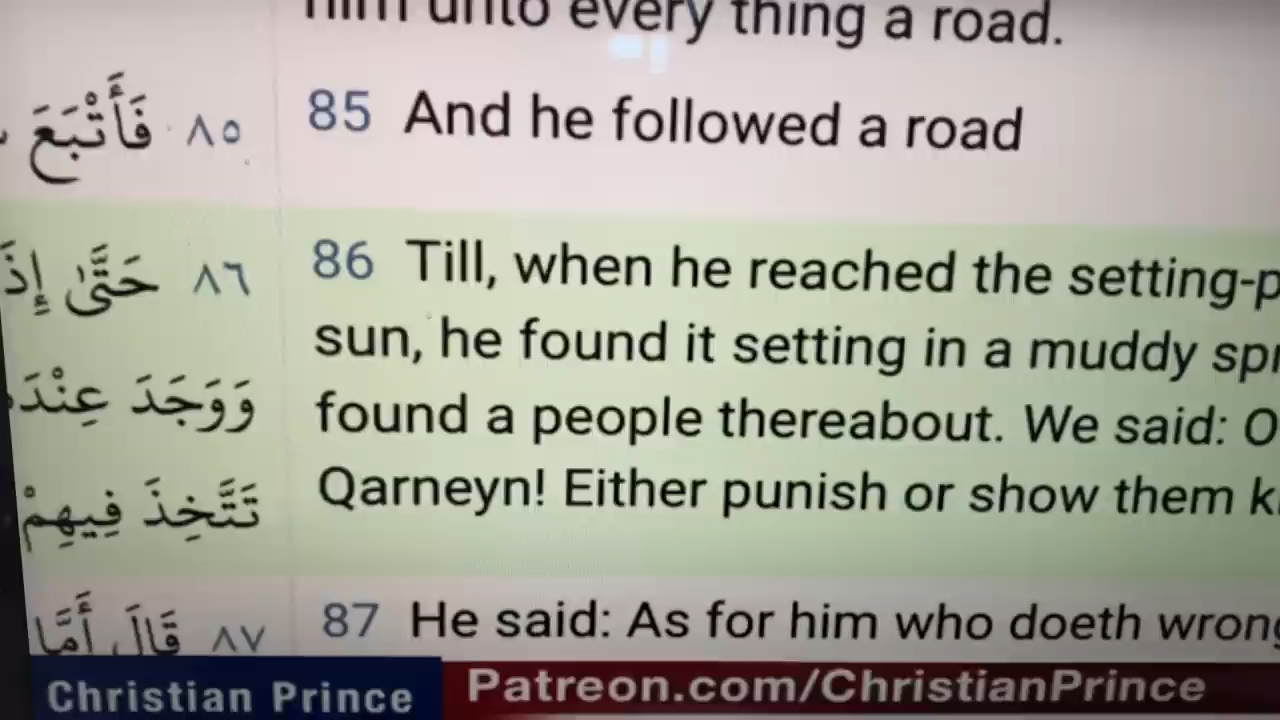 him unto every thing a road.
فَأَتْبَعَ ٨٥ 85 And he followed a road
حَتَّىٰ إِذَ ٨٦ 86 Till, when he reached the setting-p
sun, he found it setting in a muddy spr
وَوَجَدَ عِنْدَ found a people thereabout. We said: O
تَتَّخِذَ فِيهِمْ Qarneyn! Either punish or show them k
قَالَ أَمَّا ٨٧ 87 He said: As for him who doeth wrong
Christian Prince Patreon.com/ChristianPrince